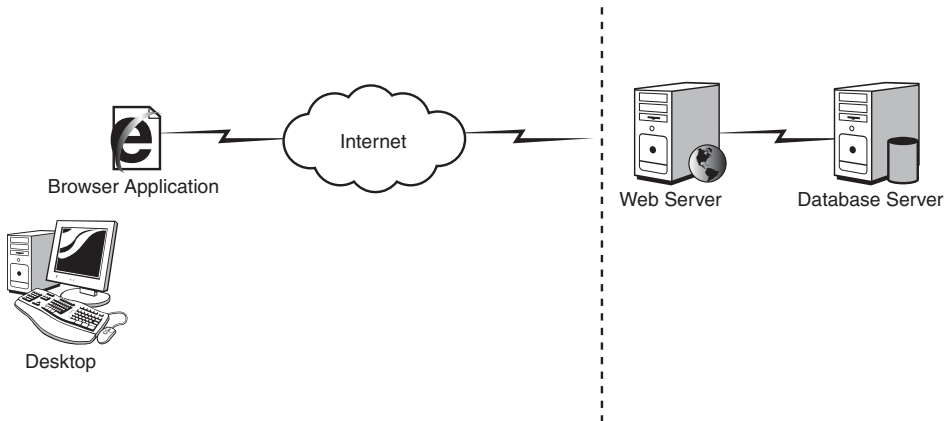 Internet
Browser Application
Web Server
Database Server
Desktop